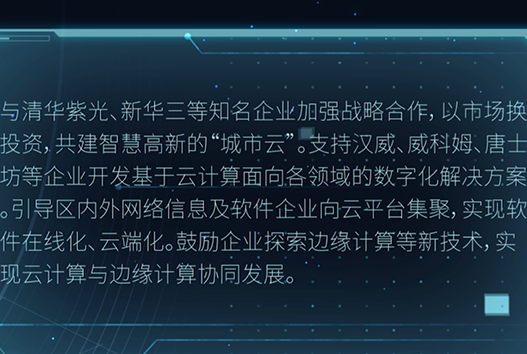 与清华紫光、新华三等知名企业加强战略合作，以市场换
投资，共建智慧高新的“城市云”。支持汉威、威科姆、唐士
坊等企业开发基于云计算面向各领域的数字化解决方案
。引导区内外网络信息及软件企业向云平台集聚，实现软
件在线化、云端化。鼓励企业探索边缘计算等新技术，实
现云计算与边缘计算协同发展。